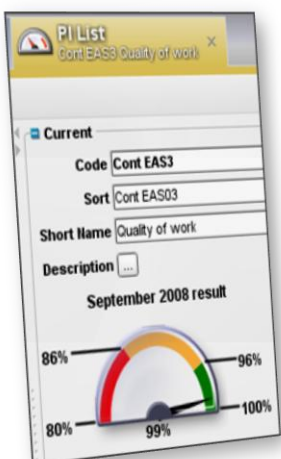 PI List
Cont EAS3 Quality of work
Current
Code Cont EAS3
Sort Cont EAS03
Short Name Quality of work
Description ...
September 2008 result
86% 96%
80% 99% 100%